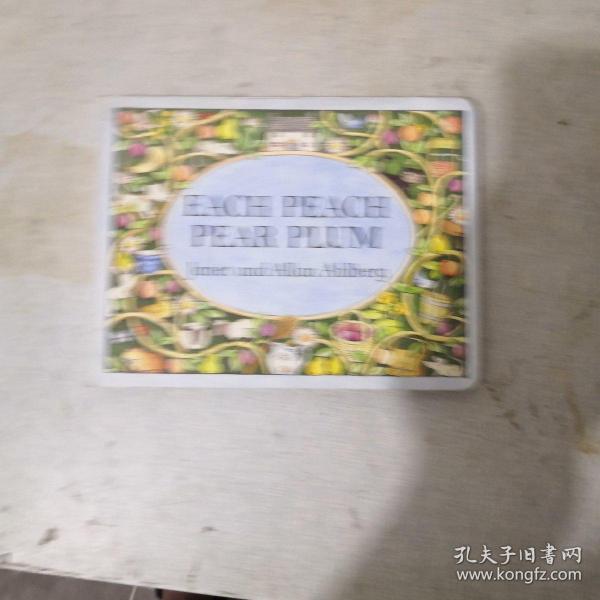 EACH PEACH
PEAR PLUM
Janet and Allan Ahlberg
孔夫子旧书网
www.kongfz.com